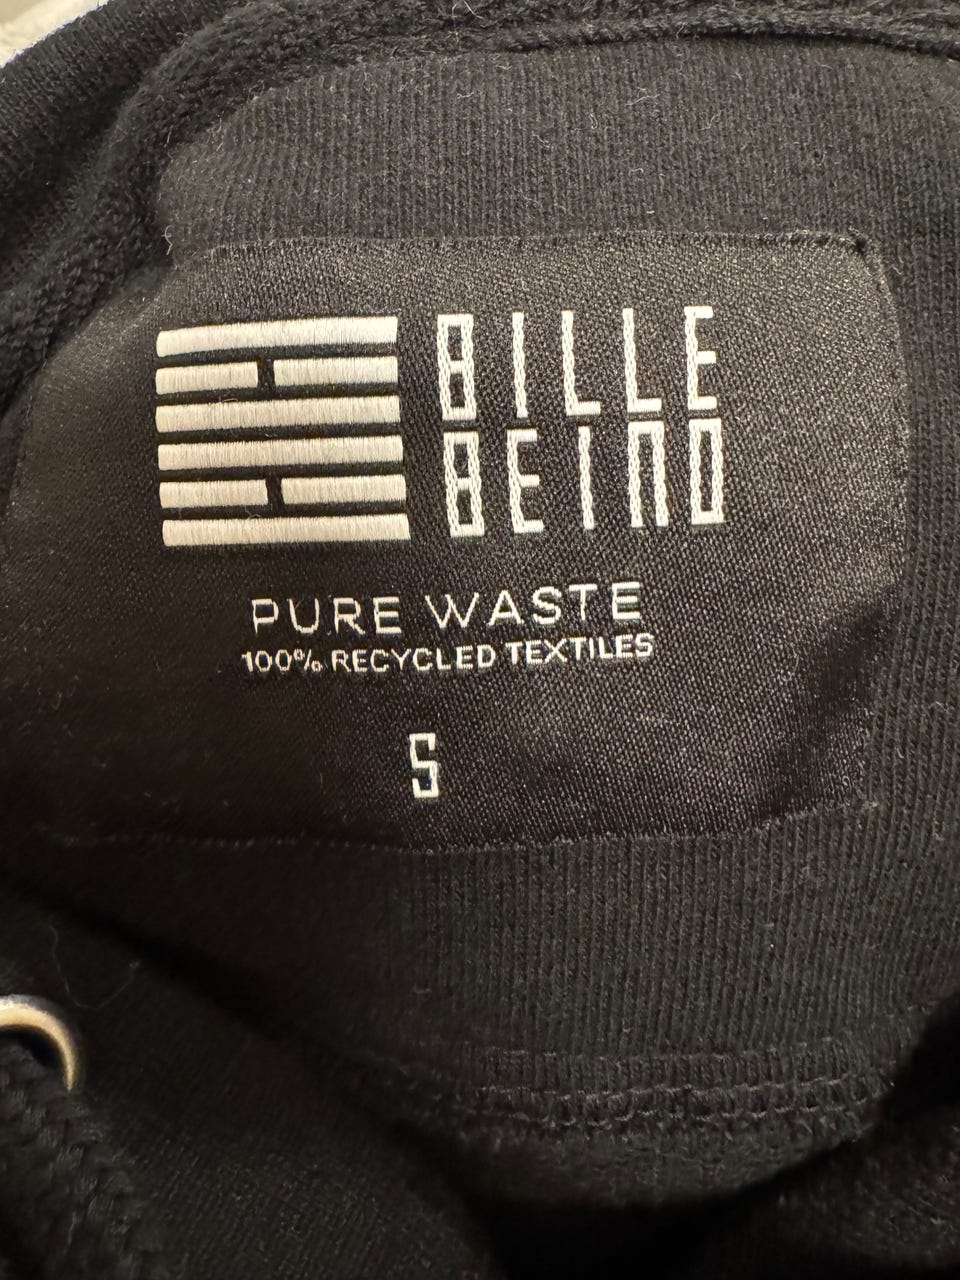 BILLE
BEINO
PURE WASTE
100% RECYCLED TEXTILES
S